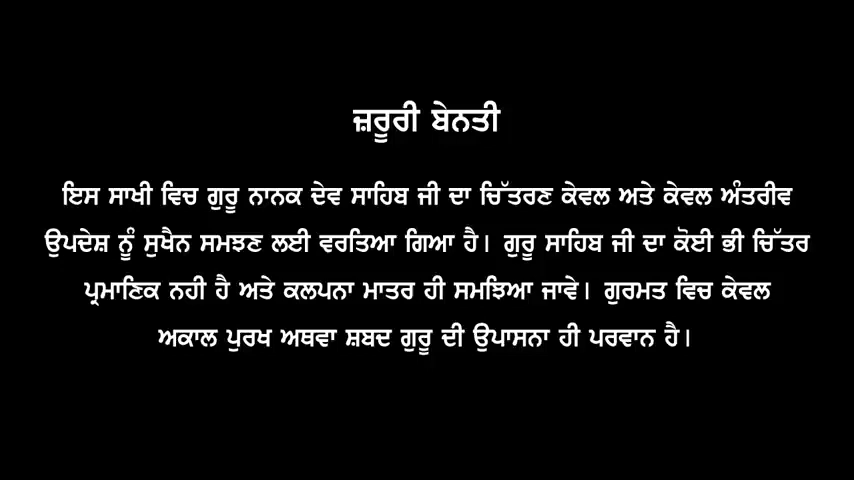 ਜ਼ਰੂਰੀ ਬੇਨਤੀ
ਇਸ ਸਾਖੀ ਵਿਚ ਗੁਰੂ ਨਾਨਕ ਦੇਵ ਸਾਹਿਬ ਜੀ ਦਾ ਚਿੱਤਰਣ ਕੇਵਲ ਅਤੇ ਕੇਵਲ ਅੰਤਰੀਵ
ਉਪਦੇਸ਼ ਨੂੰ ਸੁਖੈਨ ਸਮਝਣ ਲਈ ਵਰਤਿਆ ਗਿਆ ਹੈ। ਗੁਰੂ ਸਾਹਿਬ ਜੀ ਦਾ ਕੋਈ ਭੀ ਚਿੱਤਰ
ਪ੍ਰਮਾਣਿਕ ਨਹੀ ਹੈ ਅਤੇ ਕਲਪਨਾ ਮਾਤਰ ਹੀ ਸਮਝਿਆ ਜਾਵੇ। ਗੁਰਮਤ ਵਿਚ ਕੇਵਲ
ਅਕਾਲ ਪੁਰਖ ਅਥਵਾ ਸ਼ਬਦ ਗੁਰੂ ਦੀ ਉਪਾਸਨਾ ਹੀ ਪਰਵਾਨ ਹੈ।